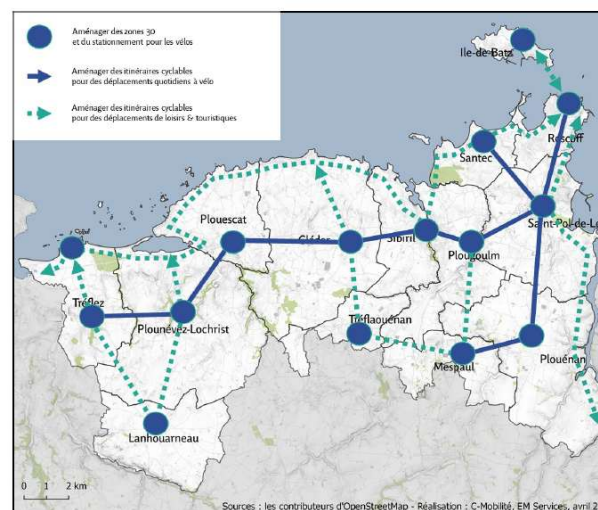 Aménager des zones 30
et du stationnement pour les vélos
Aménager des itinéraires cyclables
pour des déplacements quotidiens à vélo
Aménager des itinéraires cyclables
pour des déplacements de loisirs & touristiques
Ile-de-Batz
Roscoff
Santec
Saint-Pol-de-Lé
Plouescat
Cléder
Sibiril
Plougoulm
Tréflez
Plounévez-Lochrist
Tréflaouénan
Mespaul
Plouénan
Lanhouarneau
0 1 2 km
Sources : les contributeurs d'OpenStreetMap - Réalisation : C-Mobilité, EM Services, avril 2